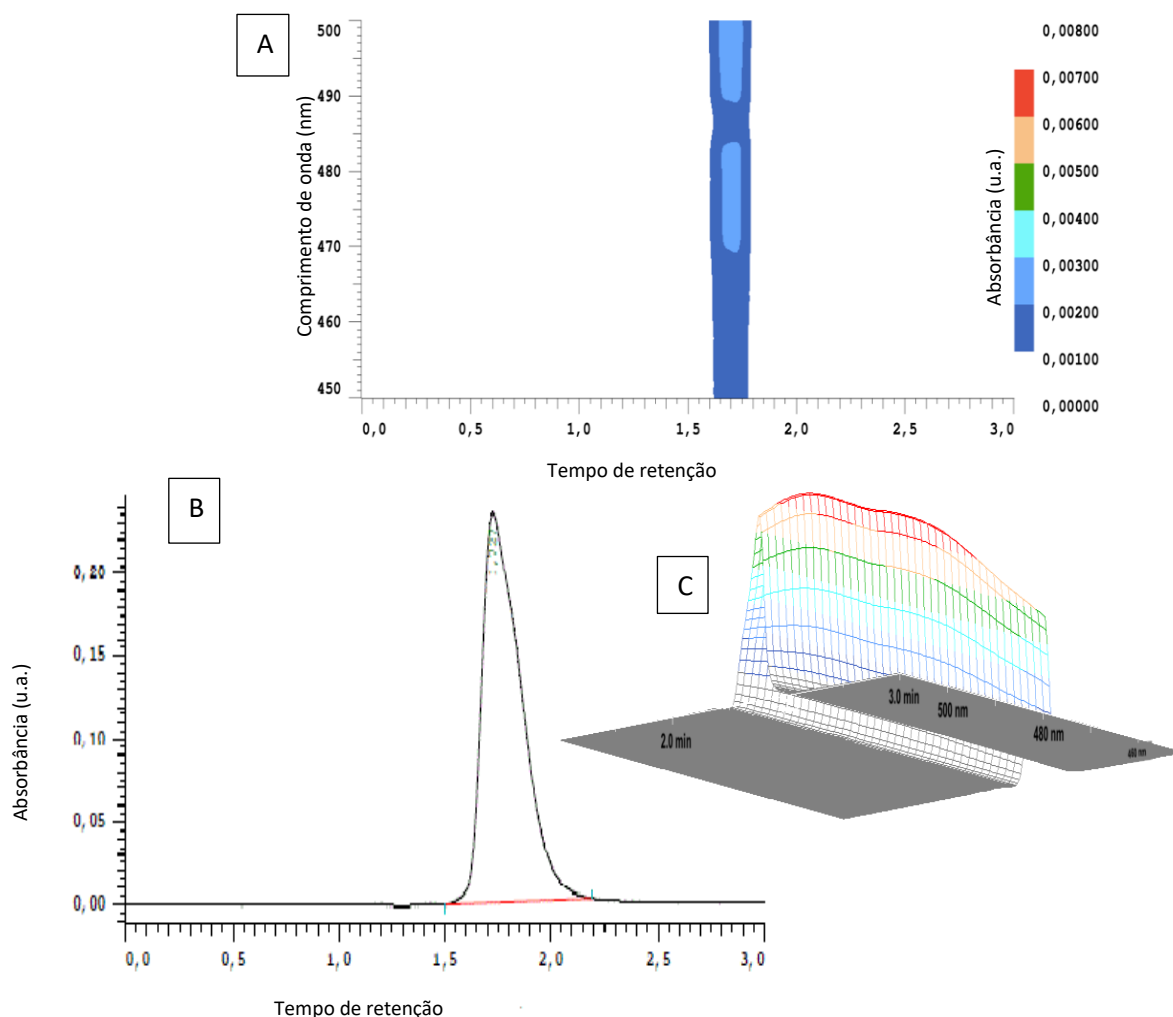 A
Comprimento de onda (nm)
500
490
480
470
460
450
0,0
0,5
1,0
1,5
2,0
2,5
3,0
Tempo de retenção
Absorbância (u.a.)
0,00800
0,00700
0,00600
0,00500
0,00400
0,00300
0,00200
0,00100
0,00000
B
Absorbância (u.a.)
0,20
0,15
0,10
0,05
0,00
0,0
0,5
1,0
1,5
2,0
2,5
3,0
Tempo de retenção
C
2.0 min
3.0 min
500 nm
480 nm
460 nm